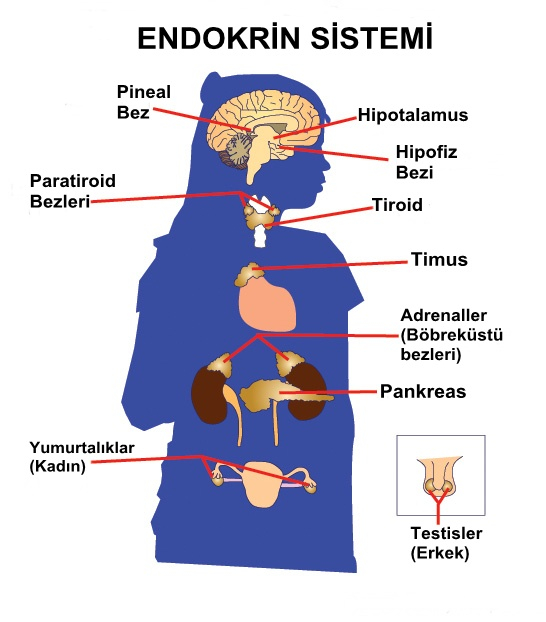 ENDOKRİN SİSTEMİ
Pineal
Bez
Hipotalamus
Hipofiz
Bezi
Paratiroid
Bezleri
Tiroid
Timus
Adrenaller
(Böbreküstü
bezleri)
Pankreas
Yumurtalıklar
(Kadın)
Testisler
(Erkek)